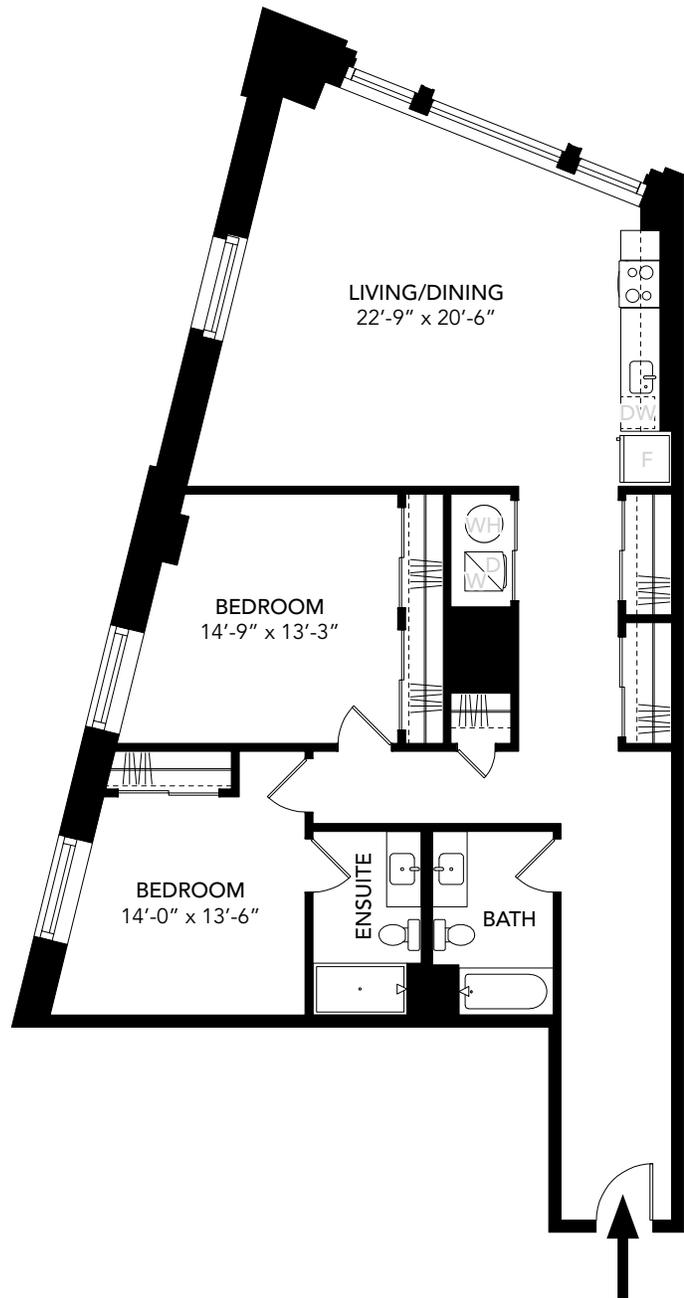 LIVING/DINING
22’-9” x 20’-6”
DW
F
WH
D
W
BEDROOM
14’-9” x 13’-3”
BEDROOM
14’-0” x 13’-6”
ENSUITE
BATH